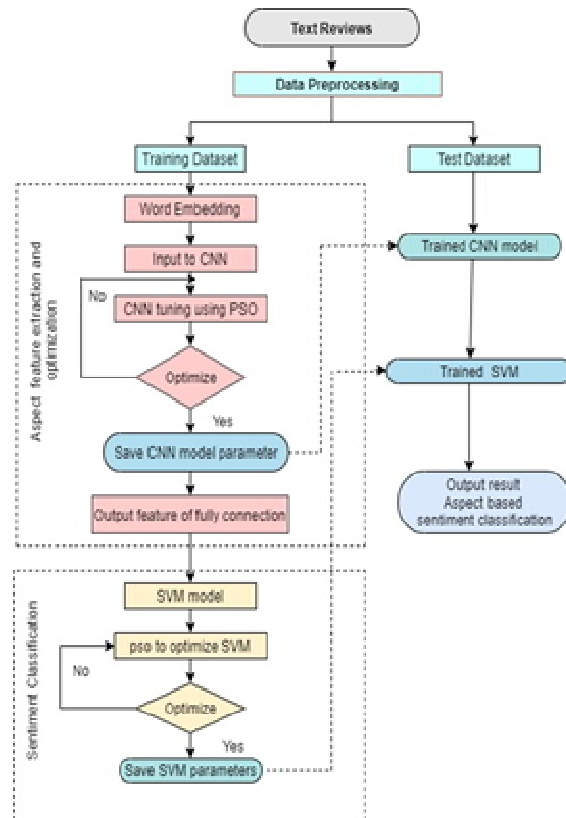 Text Reviews
Data Preprocessing
Training Dataset
Test Dataset
Word Embedding
Input to CNN
No
CNN tuning using PSO
Optimize
Yes
Save CNN model parameter
Output feature of fully connection
Aspect feature extraction and
optimization
Trained CNN model
Trained SVM
Output result
Aspect based
sentiment classification
SVM model
pso to optimize SVM
No
Optimize
Yes
Save SVM parameters
Sentiment Classification